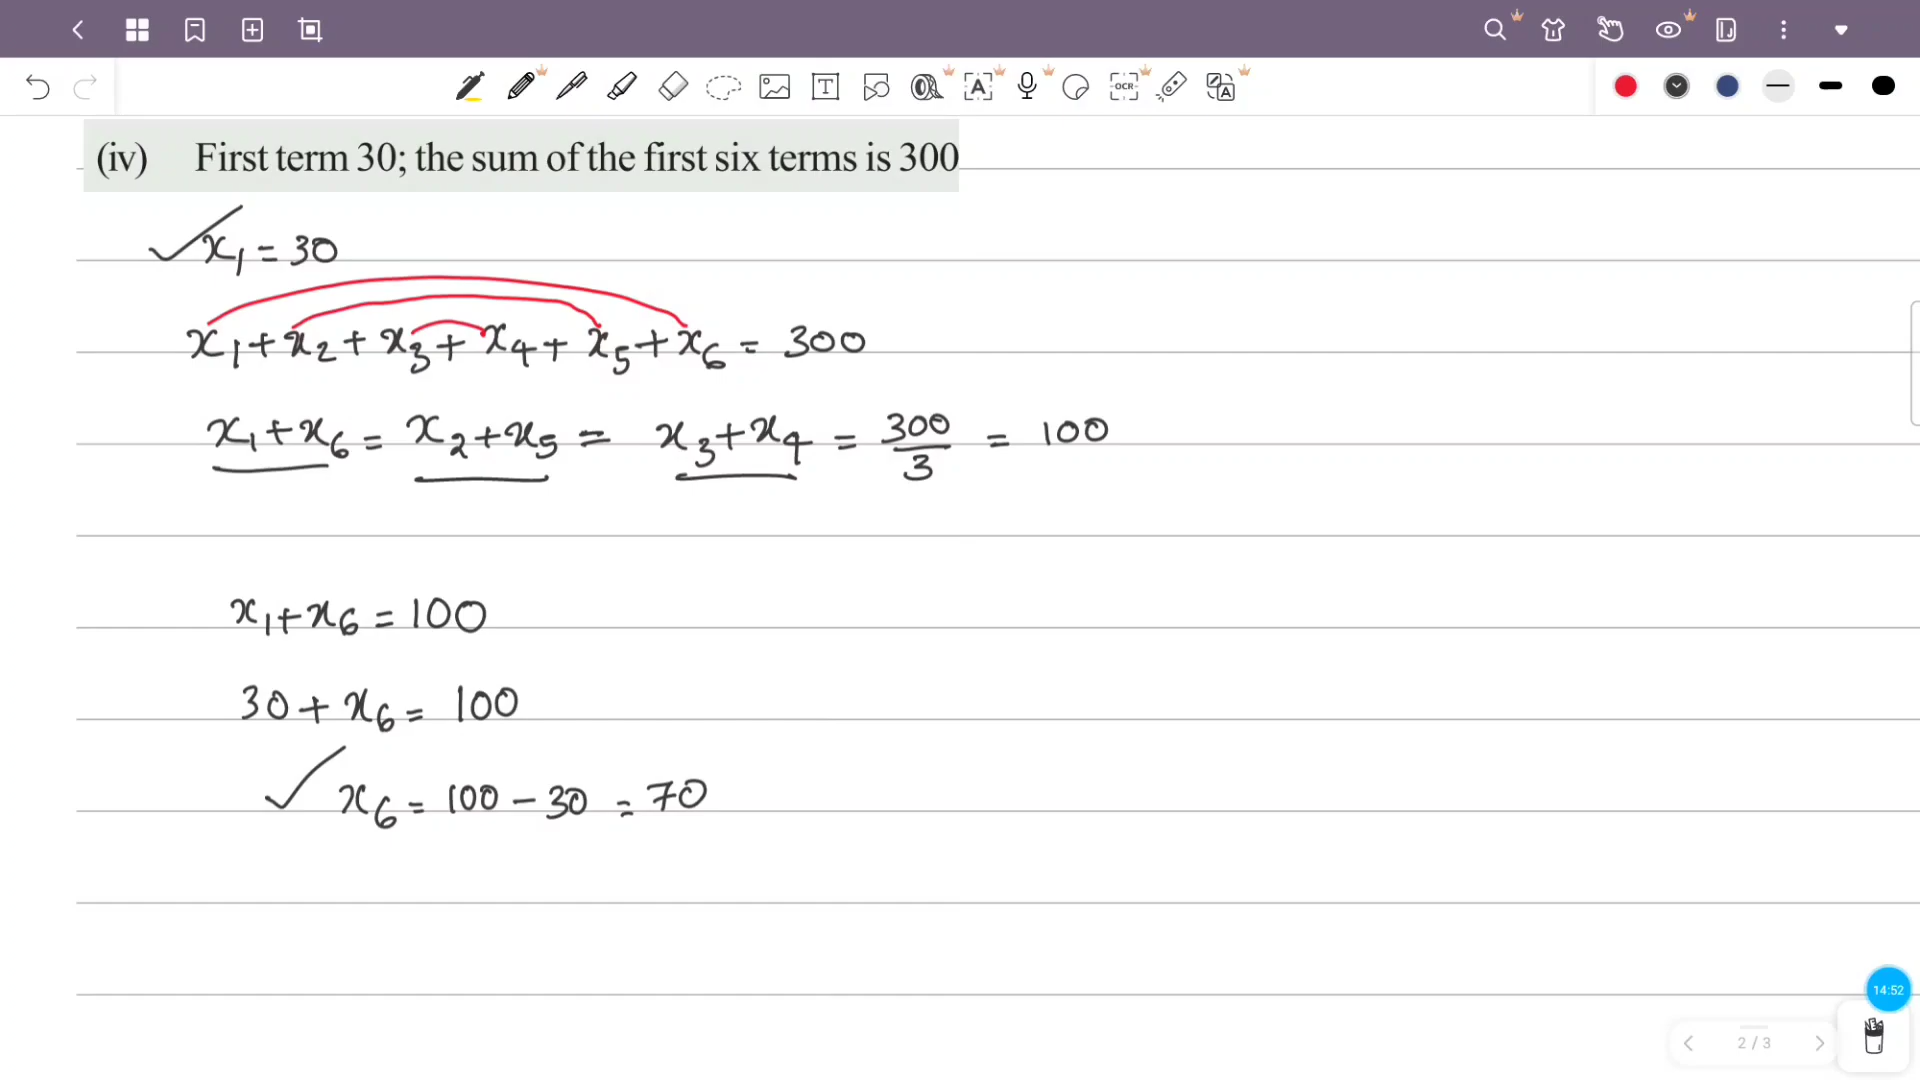 (iv) First term 30; the sum of the first six terms is 300
x₁ = 30
x₁ + x₂ + x₃ + x₄ + x₅ + x₆ = 300
x₁ + x₆ = x₂ + x₅ = x₃ + x₄ = 300/3 = 100
x₁ + x₆ = 100
30 + x₆ = 100
x₆ = 100 − 30 = 70
14:52
2 / 3